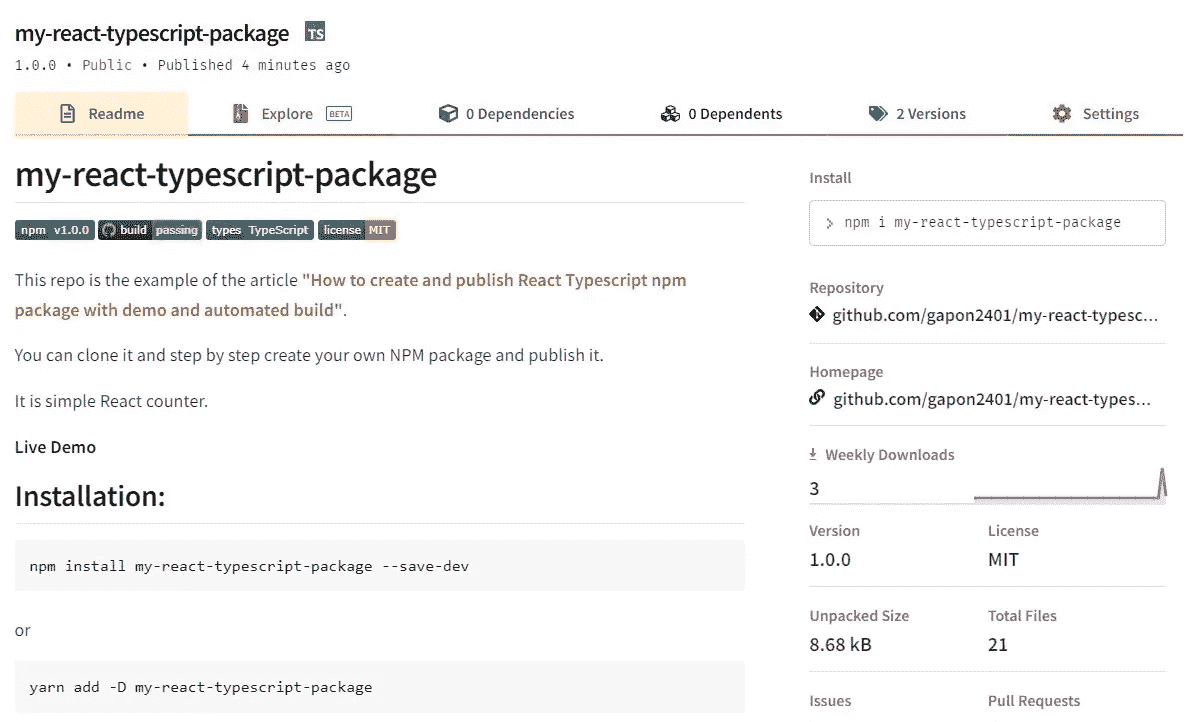 my-react-typescript-package TS
1.0.0 • Public • Published 4 minutes ago
Readme
Explore BETA
0 Dependencies
0 Dependents
2 Versions
Settings
my-react-typescript-package
npm v1.0.0 build passing types TypeScript license MIT
This repo is the example of the article "How to create and publish React Typescript npm
package with demo and automated build".
You can clone it and step by step create your own NPM package and publish it.
It is simple React counter.
Live Demo
Installation:
npm install my-react-typescript-package --save-dev
or
yarn add -D my-react-typescript-package
Install
> npm i my-react-typescript-package
Repository
github.com/gapon2401/my-react-typesc...
Homepage
github.com/gapon2401/my-react-types...
Weekly Downloads
3
Version
1.0.0
License
MIT
Unpacked Size
8.68 kB
Total Files
21
Issues
Pull Requests